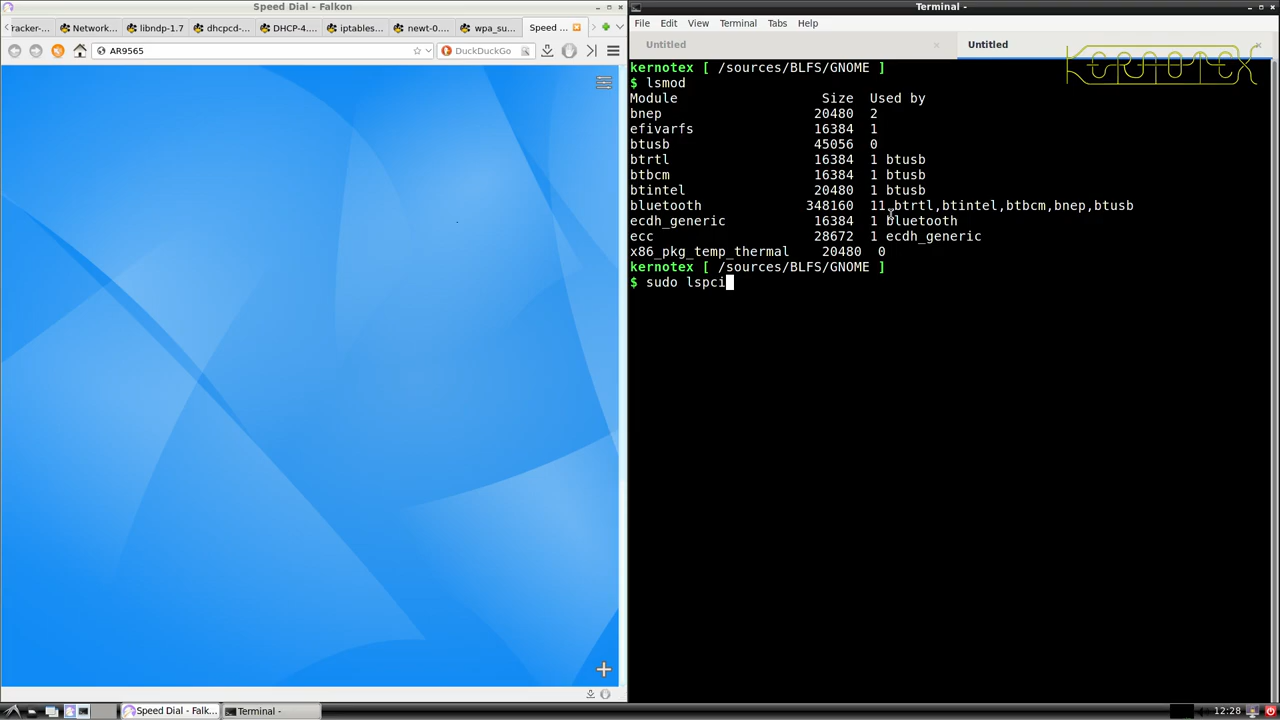 Speed Dial - Falkon
Terminal -
racker-...
Network...
libndp-1.7
dhcpcd-...
DHCP-4....
iptables...
newt-0....
wpa_su...
Speed ...
File Edit View Terminal Tabs Help
AR9565
DuckDuckGo
Untitled
Untitled
kernotex
kernotex [ /sources/BLFS/GNOME ]
$ lsmod
Module Size Used by
bnep 20480 2
efivarfs 16384 1
btusb 45056 0
btrtl 16384 1 btusb
btbcm 16384 1 btusb
btintel 20480 1 btusb
bluetooth 348160 11 btrtl,btintel,btbcm,bnep,btusb
ecdh_generic 16384 1 bluetooth
ecc 28672 1 ecdh_generic
x86_pkg_temp_thermal 20480 0
kernotex [ /sources/BLFS/GNOME ]
$ sudo lspci
Speed Dial - Falk...
Terminal -
12:28